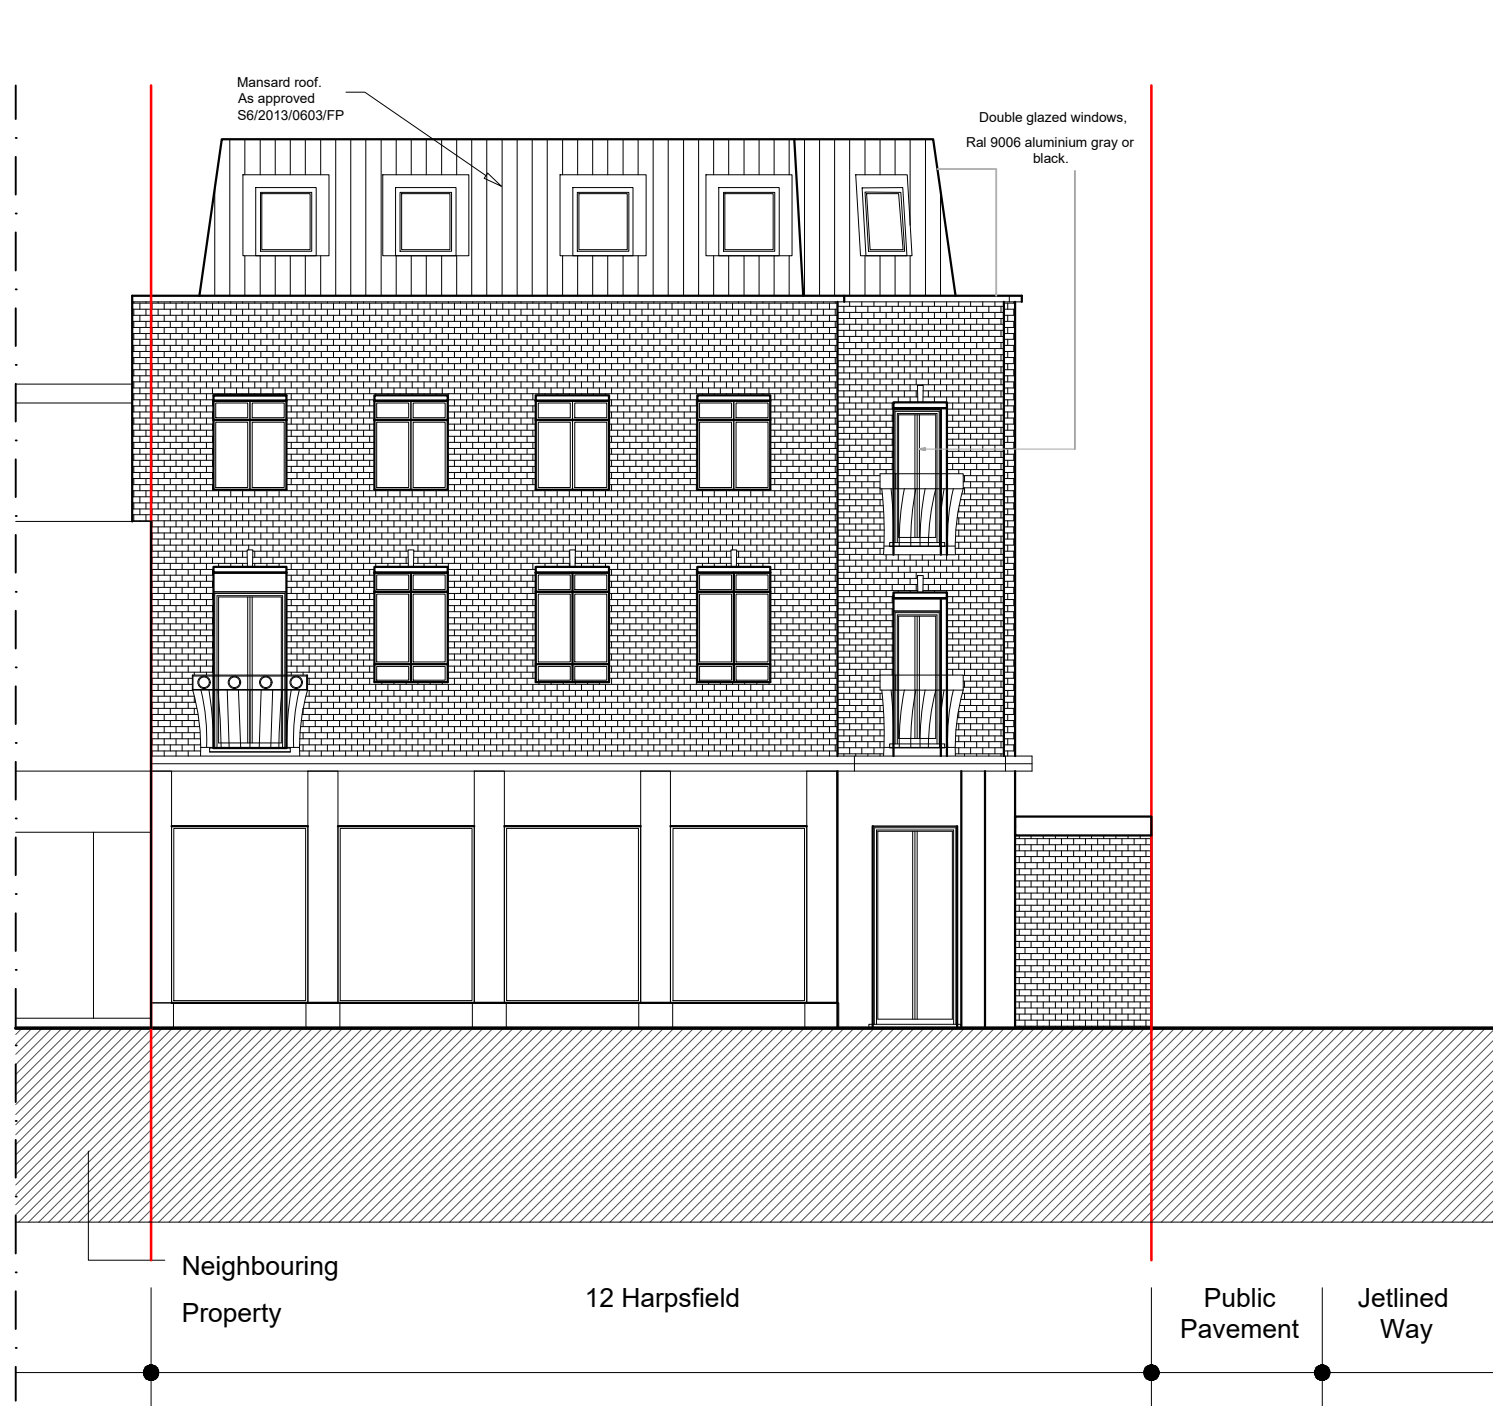 Mansard roof.
As approved
S6/2013/0603/FP
Double glazed windows,
Ral 9006 aluminium gray or
black.
Neighbouring
Property
12 Harpsfield
Public
Pavement
Jetlined
Way